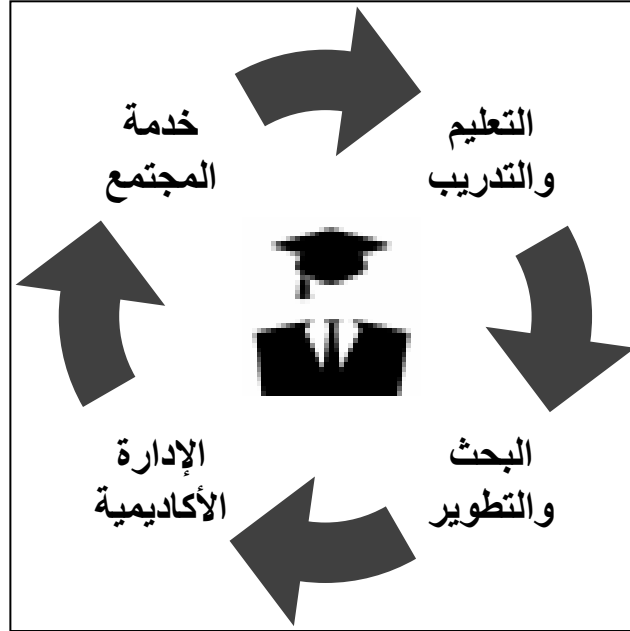 التعليم
والتدريب
البحث
والتطوير
الإدارة
الأكاديمية
خدمة
المجتمع